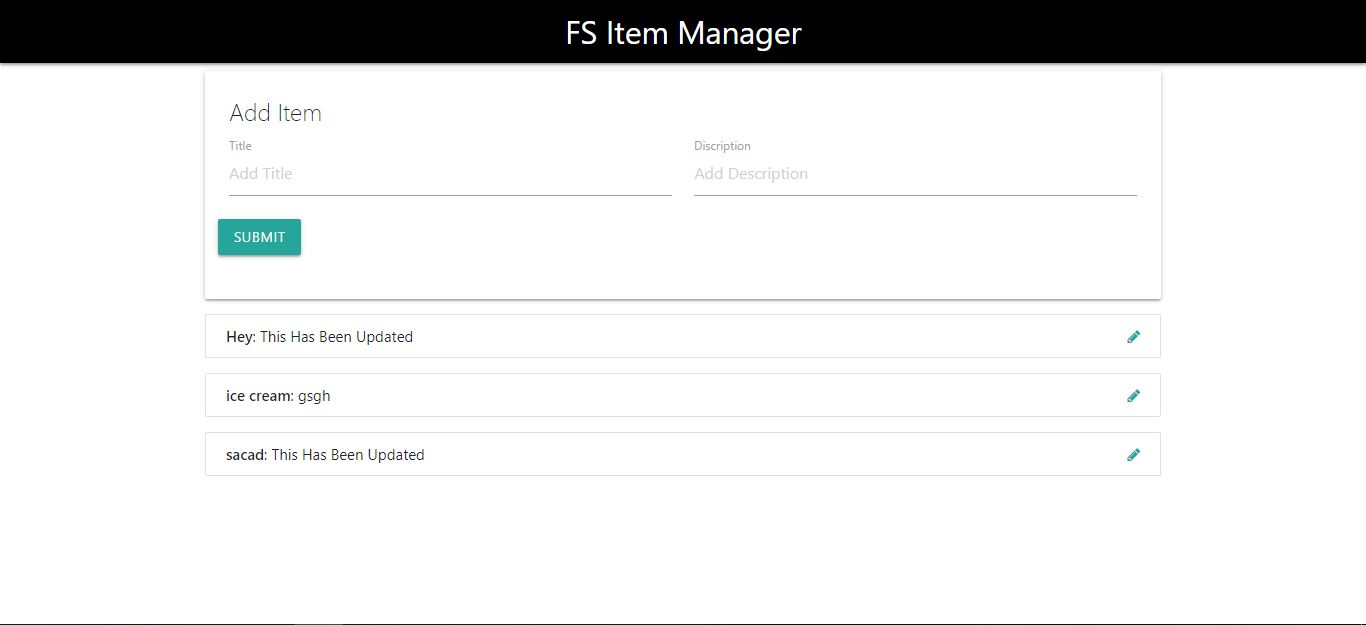 FS Item Manager
Add Item
Title
Discription
Add Title
Add Description
SUBMIT
Hey: This Has Been Updated
ice cream: gsgh
sacad: This Has Been Updated